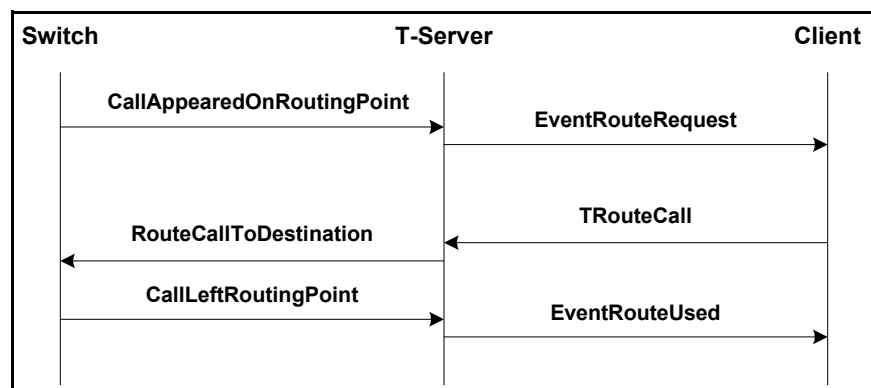 Switch T-Server Client
CallAppearedOnRoutingPoint
EventRouteRequest
TRouteCall
RouteCallToDestination
CallLeftRoutingPoint
EventRouteUsed